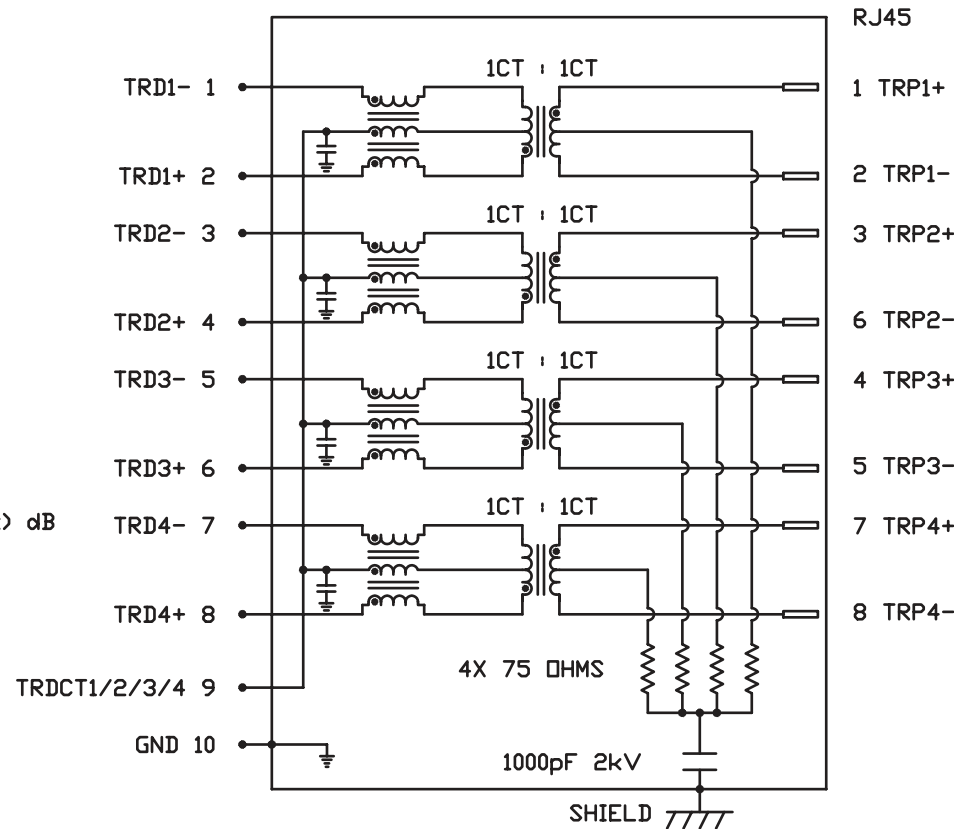 RJ45
1CT : 1CT
TRD1- 1
1 TRP1+
TRD1+ 2
2 TRP1-
1CT : 1CT
TRD2- 3
3 TRP2+
TRD2+ 4
6 TRP2-
1CT : 1CT
TRD3- 5
4 TRP3+
TRD3+ 6
5 TRP3-
1CT : 1CT
) dB
TRD4- 7
7 TRP4+
TRD4+ 8
8 TRP4-
4X 75 OHMS
TRDCT1/2/3/4 9
GND 10
1000pF 2kV
SHIELD